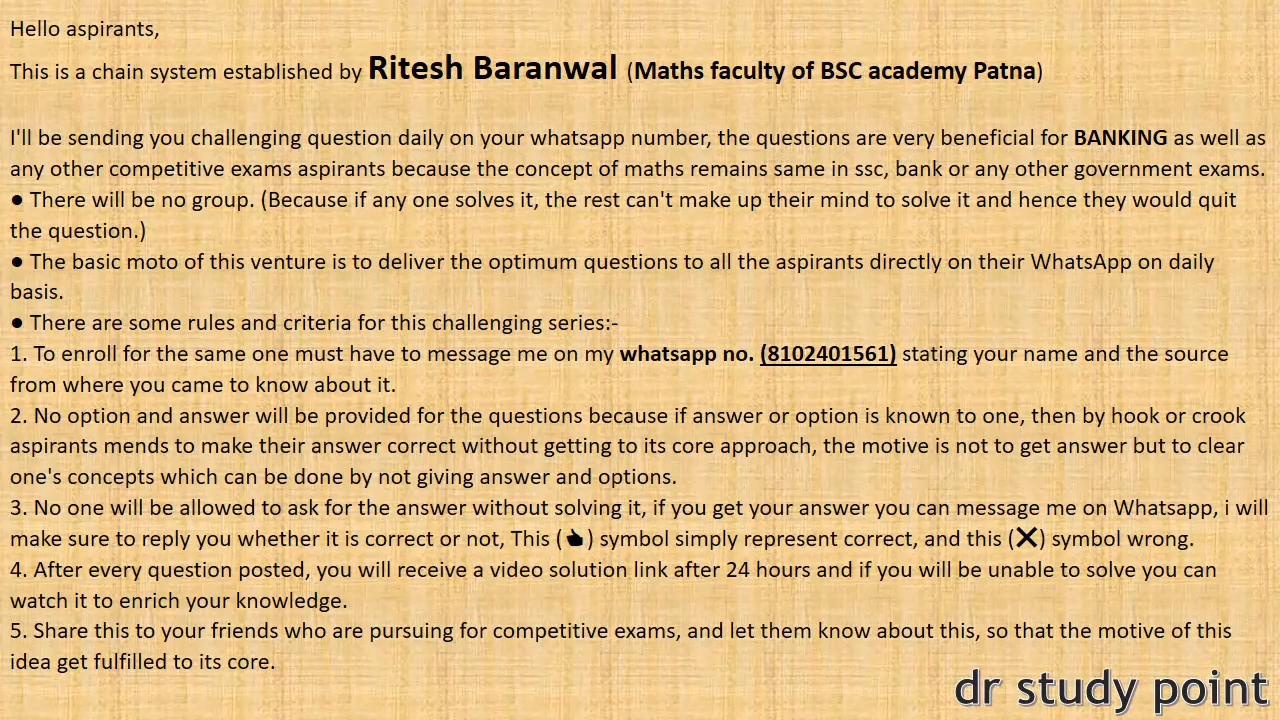 Hello aspirants,
This is a chain system established by Ritesh Baranwal (Maths faculty of BSC academy Patna)
I'll be sending you challenging question daily on your whatsapp number, the questions are very beneficial for BANKING as well as
any other competitive exams aspirants because the concept of maths remains same in ssc, bank or any other government exams.
● There will be no group. (Because if any one solves it, the rest can't make up their mind to solve it and hence they would quit
the question.)
● The basic moto of this venture is to deliver the optimum questions to all the aspirants directly on their WhatsApp on daily
basis.
● There are some rules and criteria for this challenging series:-
1. To enroll for the same one must have to message me on my whatsapp no. (8102401561) stating your name and the source
from where you came to know about it.
2. No option and answer will be provided for the questions because if answer or option is known to one, then by hook or crook
aspirants mends to make their answer correct without getting to its core approach, the motive is not to get answer but to clear
one's concepts which can be done by not giving answer and options.
3. No one will be allowed to ask for the answer without solving it, if you get your answer you can message me on Whatsapp, i will
make sure to reply you whether it is correct or not, This (👍) symbol simply represent correct, and this (❌) symbol wrong.
4. After every question posted, you will receive a video solution link after 24 hours and if you will be unable to solve you can
watch it to enrich your knowledge.
5. Share this to your friends who are pursuing for competitive exams, and let them know about this, so that the motive of this
idea get fulfilled to its core.
dr study point